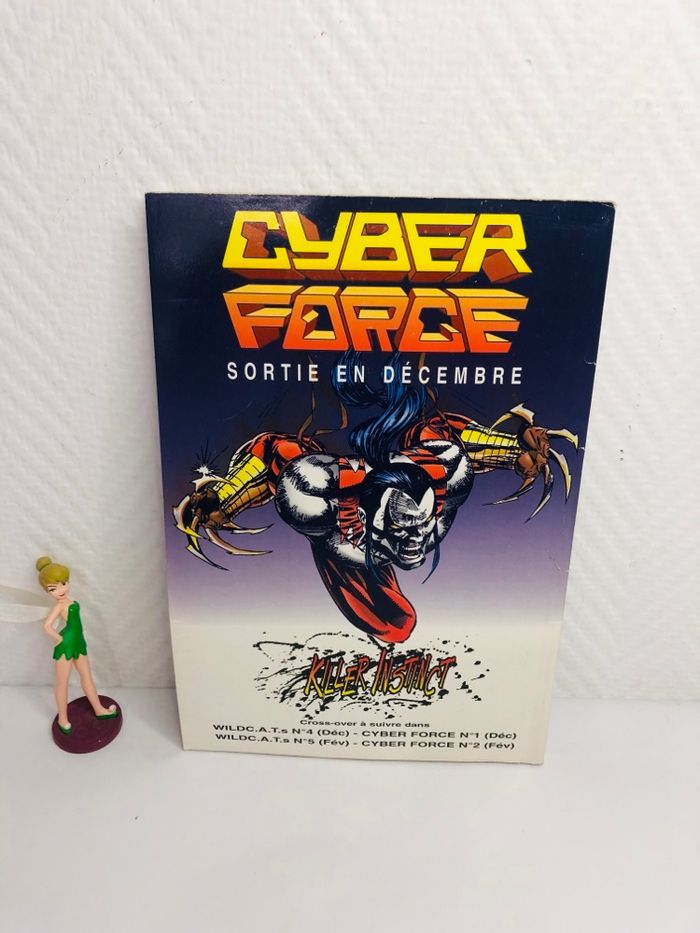 CYBER
FORCE
SORTIE EN DÉCEMBRE
KILLER INSTINCT
Cross-over à suivre dans
WILDC.A.T.s N°4 (Déc) - CYBER FORCE N°1 (Déc)
WILDC.A.T.s N°5 (Fév) - CYBER FORCE N°2 (Fév)